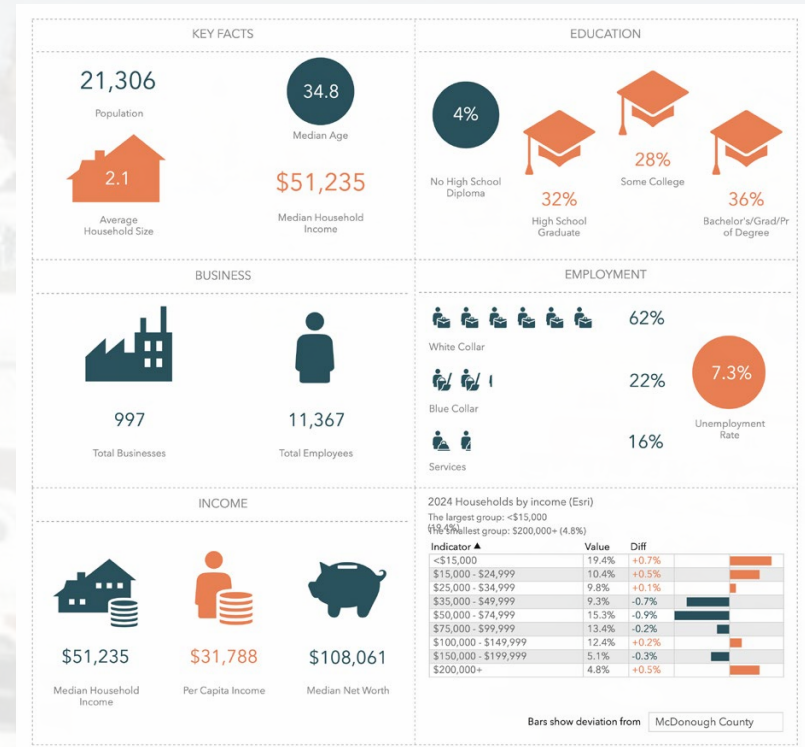 KEY FACTS
21,306
Population
34.8
Median Age
2.1
Average
Household Size
$51,235
Median Household
Income
EDUCATION
4%
No High School
Diploma
32%
High School
Graduate
28%
Some College
36%
Bachelor's/Grad/Pr
of Degree
BUSINESS
997
Total Businesses
11,367
Total Employees
EMPLOYMENT
62%
White Collar
22%
Blue Collar
16%
Services
7.3%
Unemployment
Rate
INCOME
$51,235
Median Household
Income
$31,788
Per Capita Income
$108,061
Median Net Worth
2024 Households by income (Esri)
The largest group: <$15,000
(19.4%)
The smallest group: $200,000+ (4.8%)
Indicator ▲ Value Diff
<$15,000 19.4% +0.7%
$15,000 - $24,999 10.4% +0.5%
$25,000 - $34,999 9.8% +0.1%
$35,000 - $49,999 9.3% -0.7%
$50,000 - $74,999 15.3% -0.9%
$75,000 - $99,999 13.4% -0.2%
$100,000 - $149,999 12.4% +0.2%
$150,000 - $199,999 5.1% -0.3%
$200,000+ 4.8% +0.5%
Bars show deviation from McDonough County